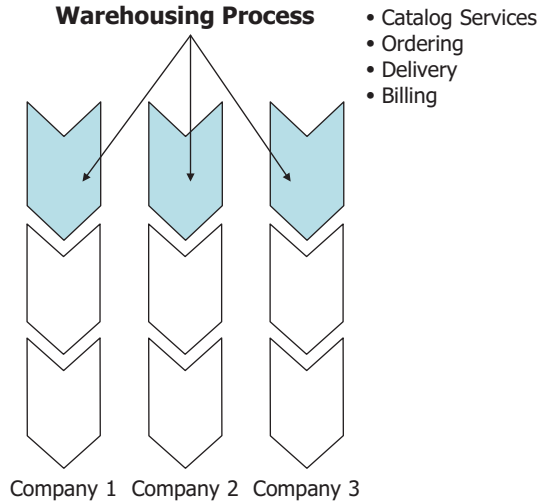 Warehousing Process
• Catalog Services
• Ordering
• Delivery
• Billing
Company 1 Company 2 Company 3